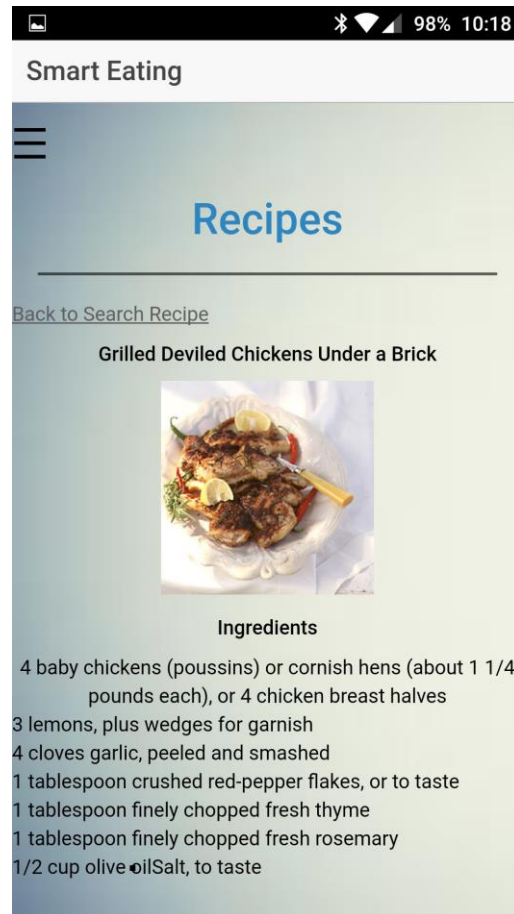 98% 10:18
Smart Eating
Recipes
Back to Search Recipe
Grilled Deviled Chickens Under a Brick
Ingredients
4 baby chickens (poussins) or cornish hens (about 1 1/4
pounds each), or 4 chicken breast halves
3 lemons, plus wedges for garnish
4 cloves garlic, peeled and smashed
1 tablespoon crushed red-pepper flakes, or to taste
1 tablespoon finely chopped fresh thyme
1 tablespoon finely chopped fresh rosemary
1/2 cup olive oilSalt, to taste